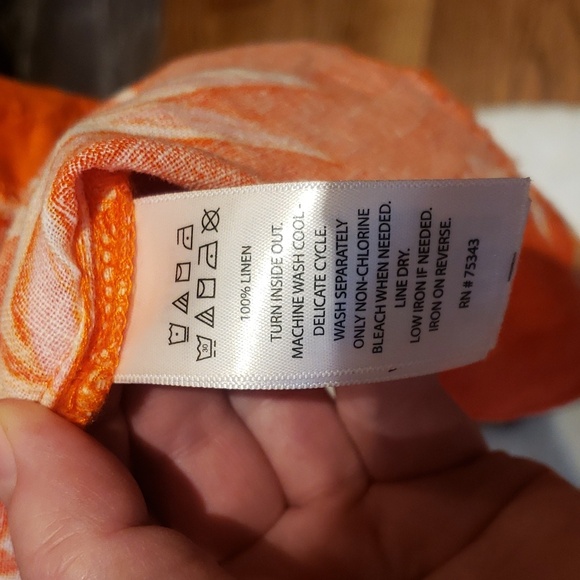 100% LINEN
TURN INSIDE OUT.
MACHINE WASH COOL -
DELICATE CYCLE.
WASH SEPARATELY
ONLY NON-CHLORINE
BLEACH WHEN NEEDED.
LINE DRY.
LOW IRON IF NEEDED.
IRON ON REVERSE.
RN # 75343
30